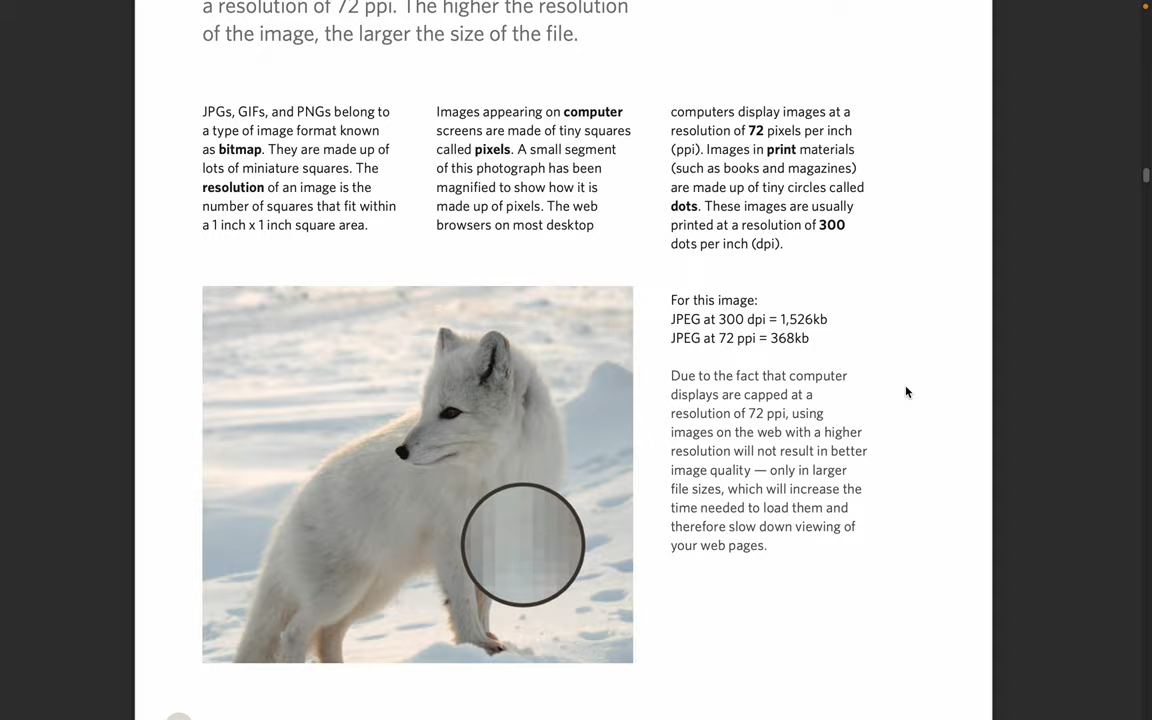 a resolution of 72 ppi. The higher the resolution
of the image, the larger the size of the file.
JPGs, GIFs, and PNGs belong to
a type of image format known
as bitmap. They are made up of
lots of miniature squares. The
resolution of an image is the
number of squares that fit within
a 1 inch x 1 inch square area.
Images appearing on computer
screens are made of tiny squares
called pixels. A small segment
of this photograph has been
magnified to show how it is
made up of pixels. The web
browsers on most desktop
computers display images at a
resolution of 72 pixels per inch
(ppi). Images in print materials
(such as books and magazines)
are made up of tiny circles called
dots. These images are usually
printed at a resolution of 300
dots per inch (dpi).
For this image:
JPEG at 300 dpi = 1,526kb
JPEG at 72 ppi = 368kb
Due to the fact that computer
displays are capped at a
resolution of 72 ppi, using
images on the web with a higher
resolution will not result in better
image quality — only in larger
file sizes, which will increase the
time needed to load them and
therefore slow down viewing of
your web pages.